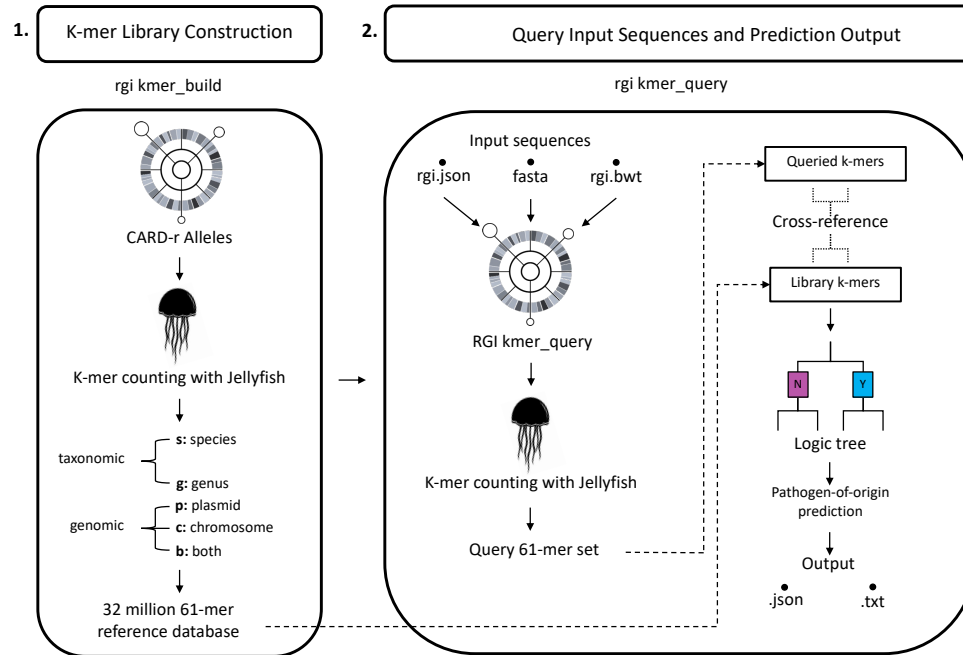 1.
K-mer Library Construction
rgi kmer_build
CARD-r Alleles
K-mer counting with Jellyfish
taxonomic
s: species
g: genus
genomic
p: plasmid
c: chromosome
b: both
32 million 61-mer
reference database
2.
Query Input Sequences and Prediction Output
rgi kmer_query
Input sequences
rgi.json
fasta
rgi.bwt
RGI kmer_query
K-mer counting with Jellyfish
Query 61-mer set
Queried k-mers
Cross-reference
Library k-mers
N
Y
Logic tree
Pathogen-of-origin
prediction
Output
.json
.txt